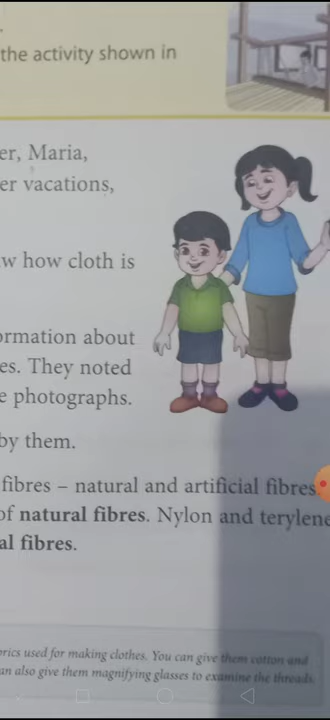 the activity shown in
er, Maria,
er vacations,
w how cloth is
ormation about
es. They noted
e photographs.
by them.
fibres – natural and artificial fibres.
of natural fibres. Nylon and terylene
al fibres.
brics used for making clothes. You can give them cotton and
an also give them magnifying glasses to examine the threads.